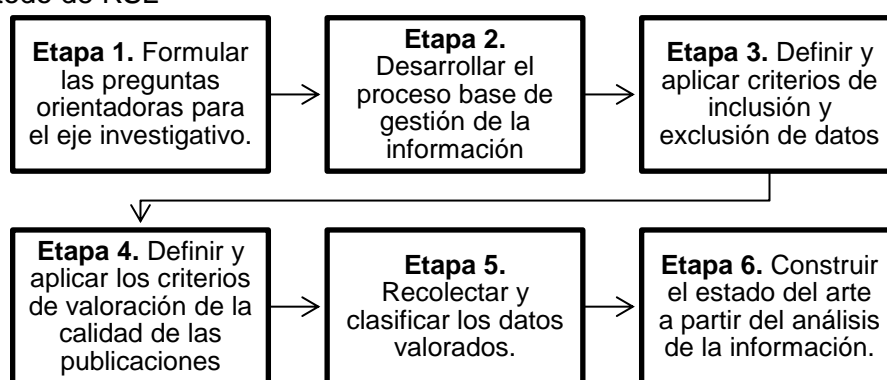 Etapa 1. Formular
las preguntas
orientadoras para
el eje investigativo.
Etapa 2.
Desarrollar el
proceso base de
gestión de la
información
Etapa 3. Definir y
aplicar criterios de
inclusión y
exclusión de datos
Etapa 4. Definir y
aplicar los criterios
de valoración de la
calidad de las
publicaciones
Etapa 5.
Recolectar y
clasificar los datos
valorados.
Etapa 6. Construir
el estado del arte
a partir del análisis
de la información.